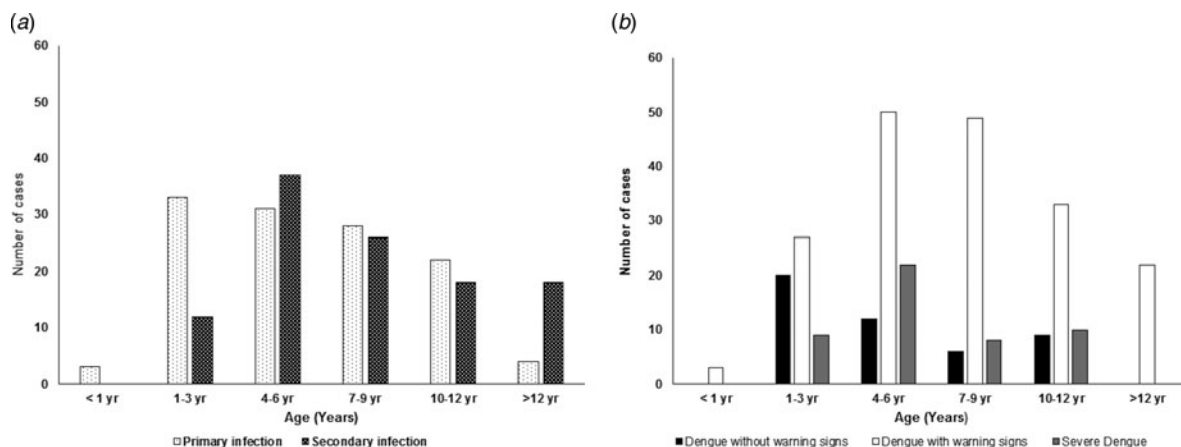 (a)
60
50
40
30
20
10
0
Number of cases
< 1 yr 1-3 yr 4-6 yr 7-9 yr 10-12 yr >12 yr
Age (Years)
Primary infection Secondary infection
(b)
60
50
40
30
20
10
0
Number of cases
< 1 yr 1-3 yr 4-6 yr 7-9 yr 10-12 yr >12 yr
Age (Years)
Dengue without warning signs Dengue with warning signs Severe Dengue